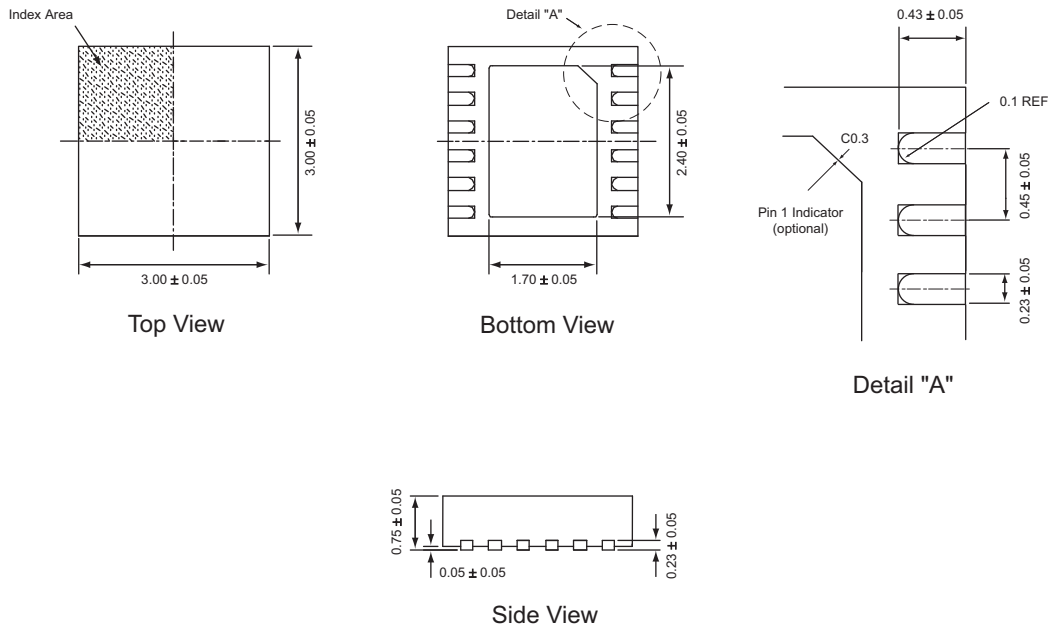 Index Area
3.00 ± 0.05
3.00 ± 0.05
Top View
Detail "A"
2.40 ± 0.05
1.70 ± 0.05
Bottom View
0.43 ± 0.05
0.1 REF
C0.3
Pin 1 Indicator
(optional)
0.45 ± 0.05
0.23 ± 0.05
Detail "A"
0.75 ± 0.05
0.05 ± 0.05
0.23 ± 0.05
Side View